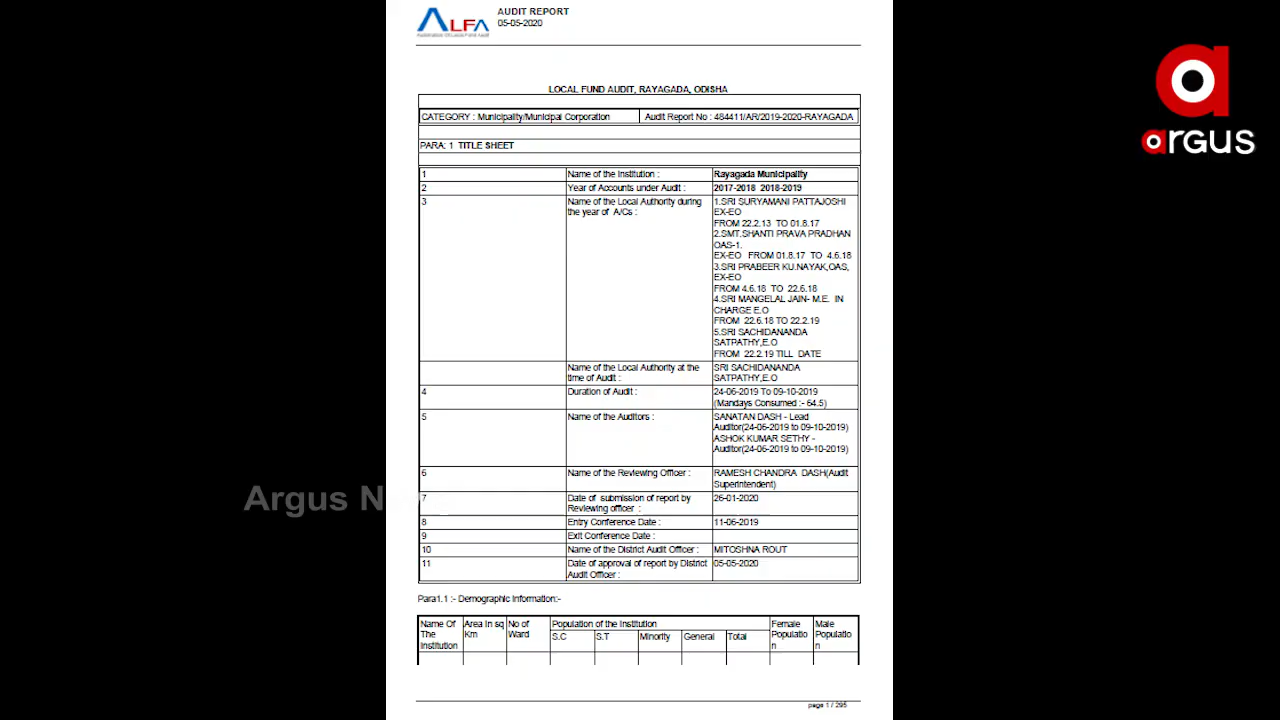 ALFA
AUDIT REPORT
05-05-2020
argus
LOCAL FUND AUDIT, RAYAGADA, ODISHA
CATEGORY : Municipality/Municipal Corporation Audit Report No : 484411/AR/2019-2020-RAYAGADA
PARA: 1 TITLE SHEET
1 Name of the Institution : Rayagada Municipality
2 Year of Accounts under Audit : 2017-2018 2018-2019
3 Name of the Local Authority during the year of A/Cs :
1.SRI SURYAMANI PATTAJOSHI
EX-EO
FROM 22.2.13 TO 01.8.17
2.SMT.SHANTI PRAVA PRADHAN
OAS-1.
EX-EO FROM 01.8.17 TO 4.6.18
3.SRI PRABEER KU.NAYAK,OAS,
EX-EO
FROM 4.6.18 TO 22.6.18
4.SRI MANGELAL JAIN- M.E. IN
CHARGE E.O
FROM 22.6.18 TO 22.2.19
5.SRI SACHIDANANDA
SATPATHY,E.O
FROM 22.2.19 TILL DATE
Name of the Local Authority at the
time of Audit :
SRI SACHIDANANDA
SATPATHY,E.O
4 Duration of Audit : 24-06-2019 To 09-10-2019
(Mandays Consumed :- 64.5)
5 Name of the Auditors : SANATAN DASH - Lead
Auditor(24-06-2019 to 09-10-2019)
ASHOK KUMAR SETHY -
Auditor(24-06-2019 to 09-10-2019)
6 Name of the Reviewing Officer : RAMESH CHANDRA DASH(Audit
Superintendent)
Argus N
7 Date of submission of report by
Reviewing officer :
26-01-2020
8 Entry Conference Date : 11-06-2019
9 Exit Conference Date :
10 Name of the District Audit Officer : MITOSHNA ROUT
11 Date of approval of report by District
Audit Officer :
05-05-2020
Para1.1 :- Demographic Information:-
Name Of
The
Institution
Area in sq
Km
No of
Ward
Population of the Institution
S.C S.T Minority General Total
Female
Populatio
n
Male
Populatio
n
page 1 / 295